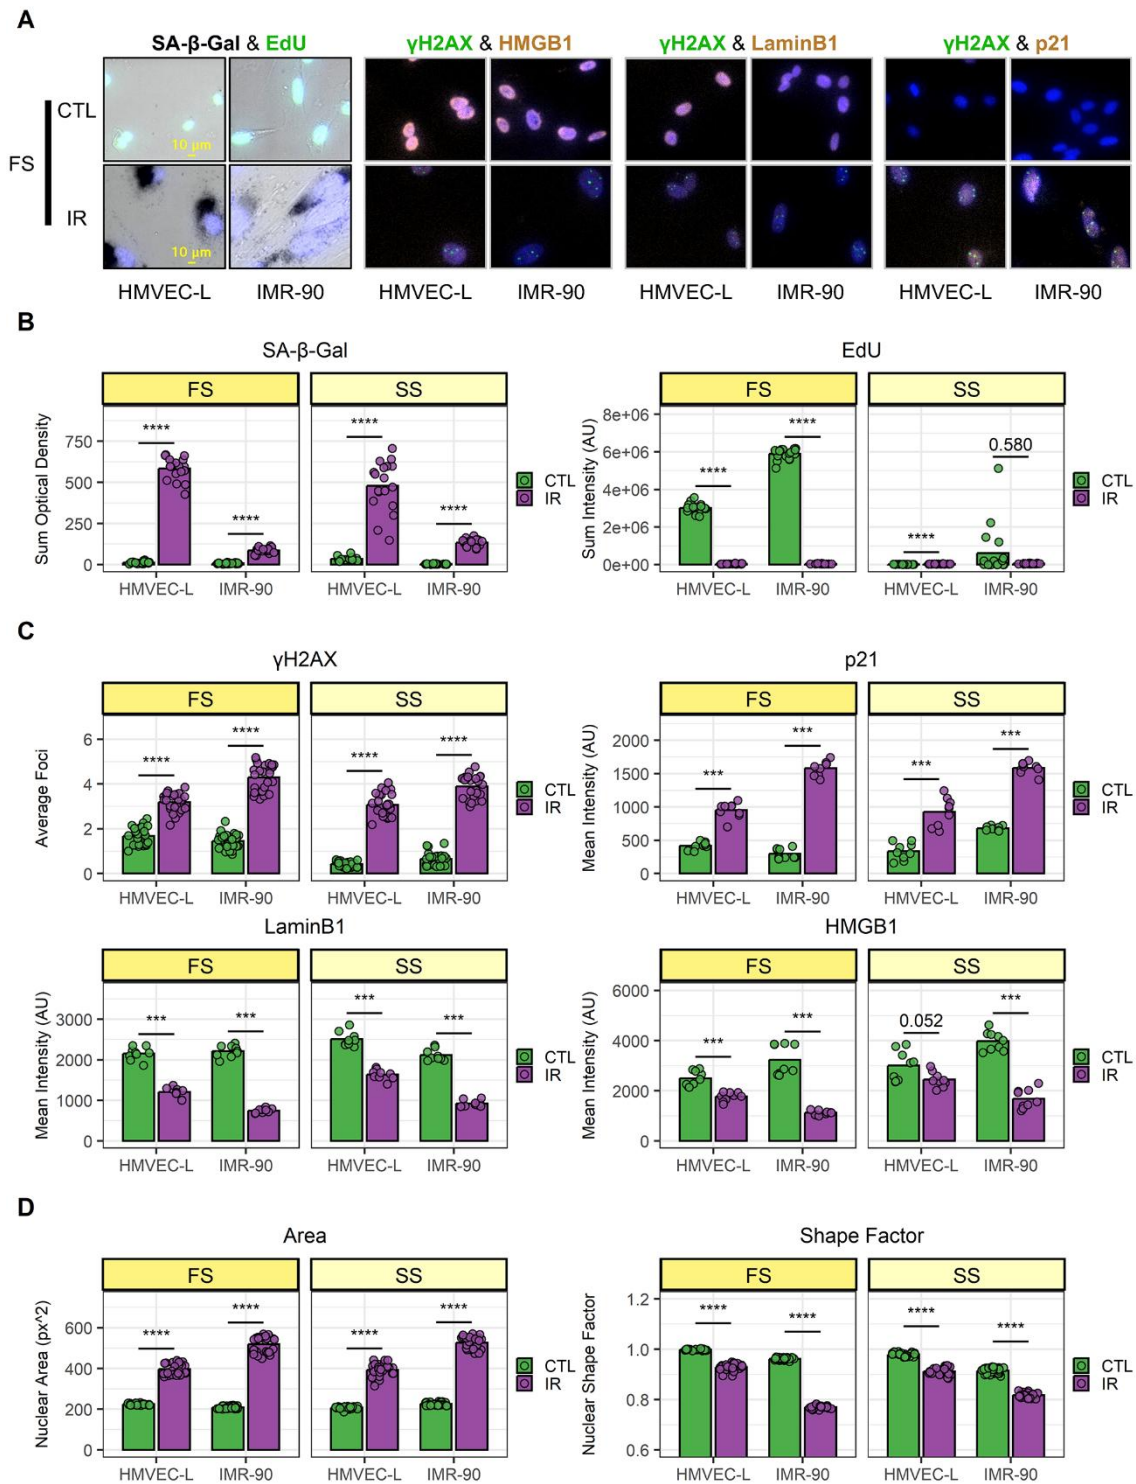 A
SA-β-Gal & EdU
γH2AX & HMGB1
γH2AX & LaminB1
γH2AX & p21
FS
CTL
10 µm
IR
10 µm
HMVEC-L IMR-90 HMVEC-L IMR-90 HMVEC-L IMR-90 HMVEC-L IMR-90
B
SA-β-Gal
FS SS
Sum Optical Density
750
500
250
0
**** **** **** ****
HMVEC-L IMR-90 HMVEC-L IMR-90
CTL
IR
EdU
FS SS
Sum Intensity (AU)
8e+06
6e+06
4e+06
2e+06
0e+00
**** **** **** 0.580
HMVEC-L IMR-90 HMVEC-L IMR-90
CTL
IR
C
γH2AX
FS SS
Average Foci
6
4
2
0
**** **** **** ****
HMVEC-L IMR-90 HMVEC-L IMR-90
CTL
IR
p21
FS SS
Mean Intensity (AU)
2000
1500
1000
500
0
*** *** *** ***
HMVEC-L IMR-90 HMVEC-L IMR-90
CTL
IR
LaminB1
FS SS
Mean Intensity (AU)
3000
2000
1000
0
*** *** *** ***
HMVEC-L IMR-90 HMVEC-L IMR-90
CTL
IR
HMGB1
FS SS
Mean Intensity (AU)
6000
4000
2000
0
*** *** 0.052 ***
HMVEC-L IMR-90 HMVEC-L IMR-90
CTL
IR
D
Area
FS SS
Nuclear Area (px^2)
600
400
200
0
**** **** **** ****
HMVEC-L IMR-90 HMVEC-L IMR-90
CTL
IR
Shape Factor
FS SS
Nuclear Shape Factor
1.2
1.0
0.8
0.6
**** **** **** ****
HMVEC-L IMR-90 HMVEC-L IMR-90
CTL
IR